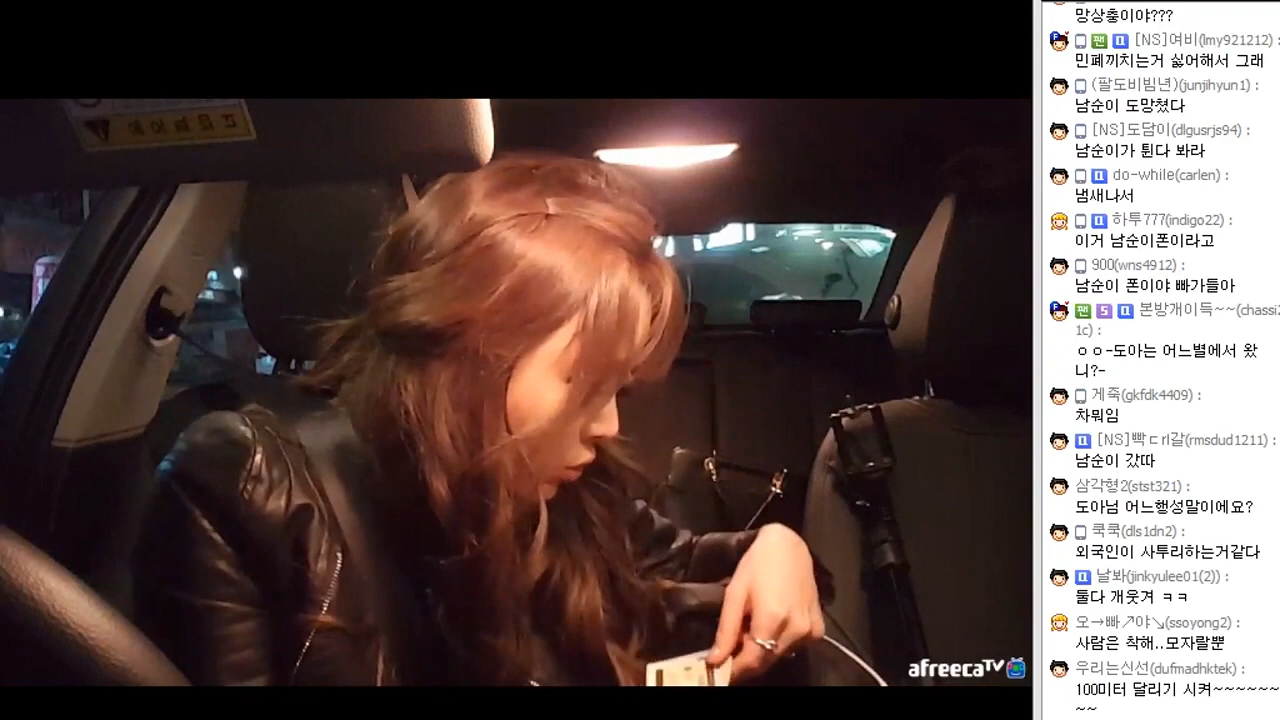 망상충이야???
[NS]여비(lmy921212) :
민폐끼치는거 싫어해서 그래
(팔도비빔년)(junjihyun1) :
남순이 도망쳤다
[NS]도담이(dlgusrjs94) :
남순이가 튄다 봐라
do-while(carlen) :
냄새나서
하투777(indigo22) :
이거 남순이폰이라고
900(wns4912) :
남순이 폰이야 빠가들아
본방개이득~~(chassi2
1c) :
ㅇㅇ-도아는 어느별에서 왔
니?-
게죽(gkfdk4409) :
차뭐임
[NS]빡ㄷrl갈(rmsdud1211) :
남순이 갔따
삼각형2(stst321) :
도아님 어느행성말이에요?
쿡쿡(dls1dn2) :
외국인이 사투리하는거같다
날봐(jinkyulee01(2)) :
둘다 개웃겨 ㅋㅋ
오→빠↗야↘(ssoyong2) :
사람은 착해..모자랄뿐
우리는신선(dufmadhktek) :
100미터 달리기 시켜~~~~~~~
~~
afreecaTV